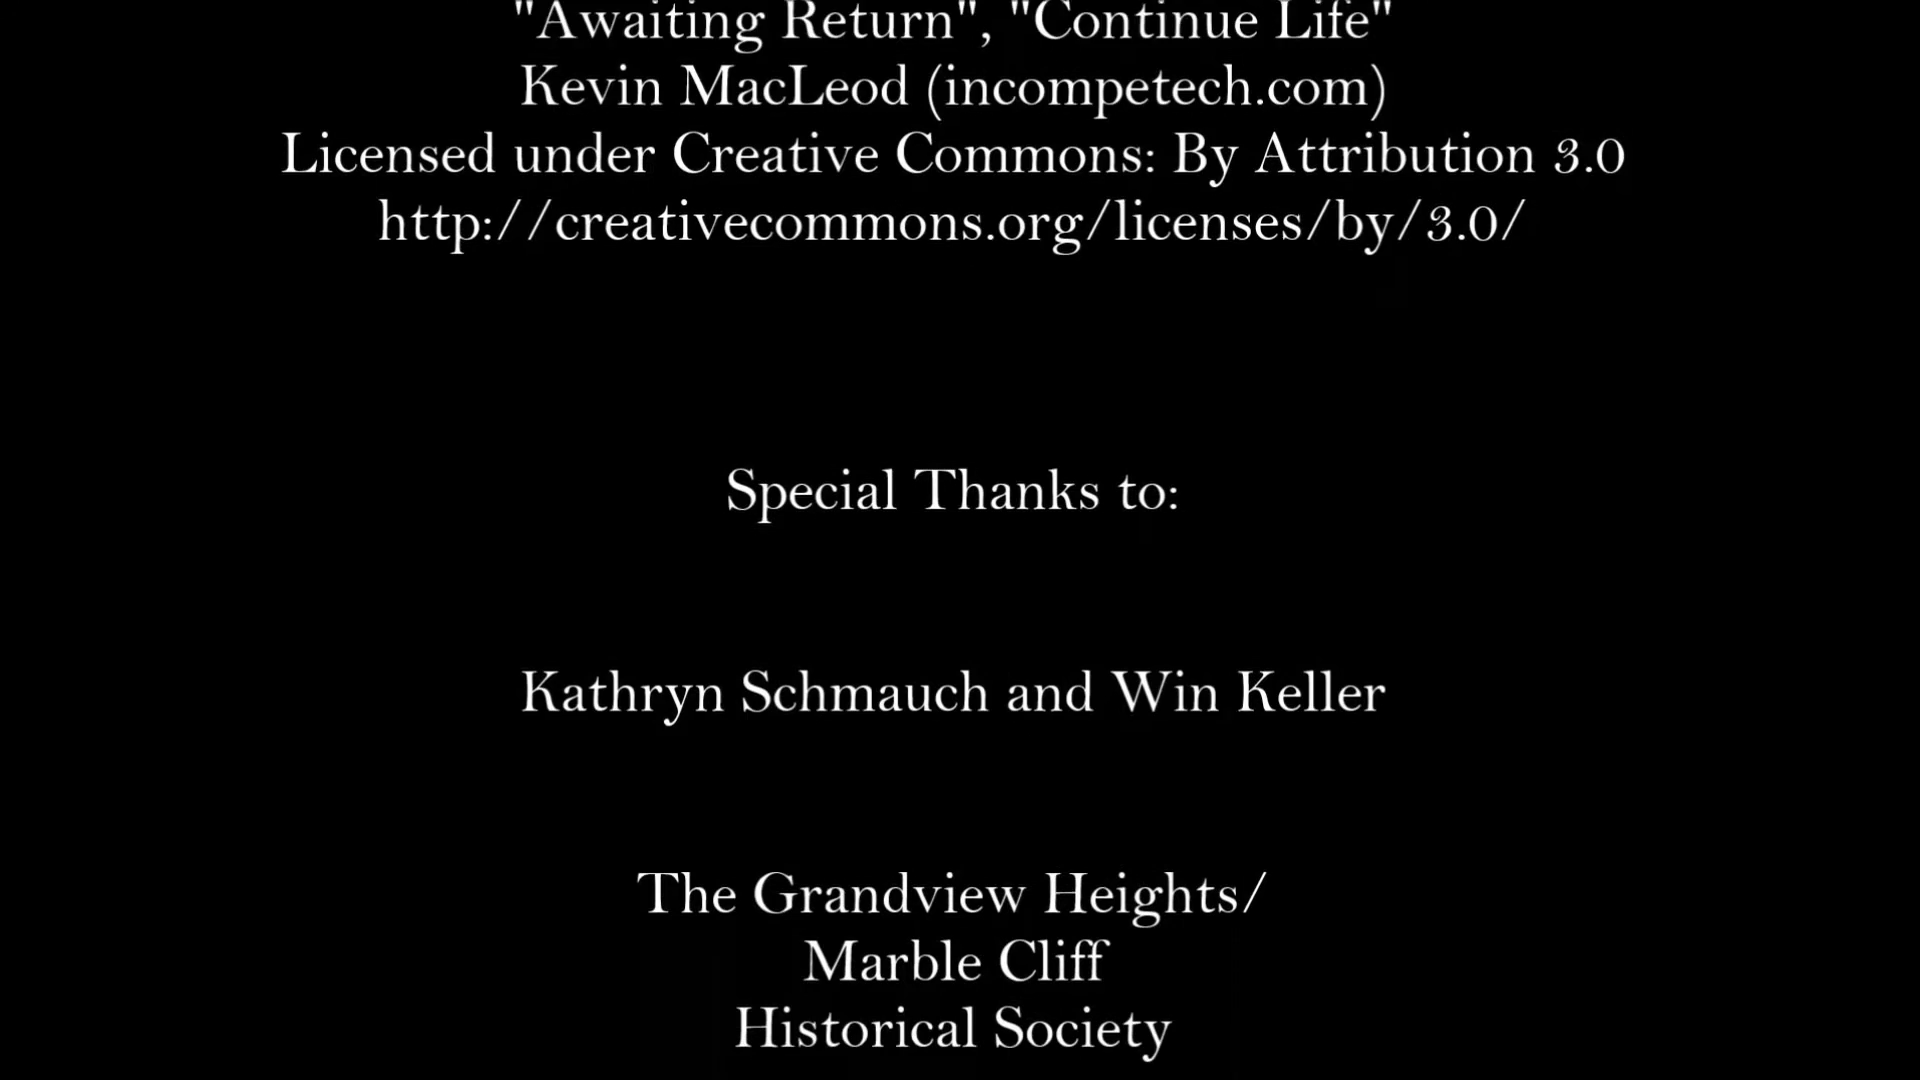 "Awaiting Return", "Continue Life"
Kevin MacLeod (incompetech.com)
Licensed under Creative Commons: By Attribution 3.0
http://creativecommons.org/licenses/by/3.0/
Special Thanks to:
Kathryn Schmauch and Win Keller
The Grandview Heights/
Marble Cliff
Historical Society